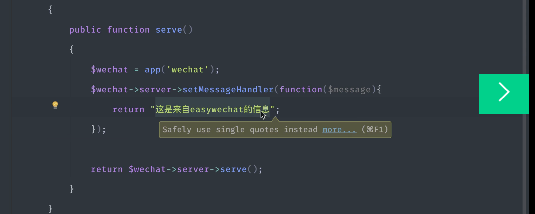 {
public function serve()
{
$wechat = app('wechat');
$wechat->server->setMessageHandler(function($message){
return "这是来自easywechat的信息";
Safely use single quotes instead more... (⌘F1)
});
return $wechat->server->serve();
}
}